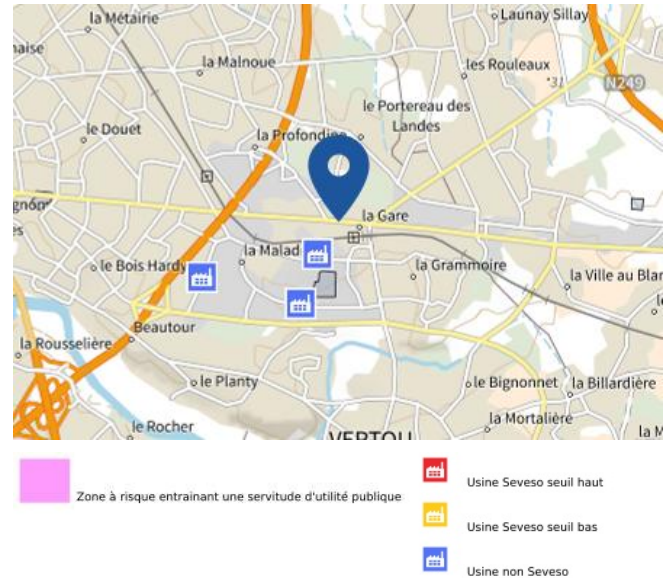 la Métairie
Launay Sillay
la Malnoue
les Rouleaux
31
N249
le Portereau des
Landes
le Douet
la Profondine
la Gare
la Malad
le Bois Hardy
la Grammoire
la Ville au Blan
Beautour
la Rousselière
le Planty
le Bignonnet
la Billardière
le Rocher
la Mortalière
VERTOU
la M
Zone à risque entrainant une servitude d'utilité publique
Usine Seveso seuil haut
Usine Seveso seuil bas
Usine non Seveso